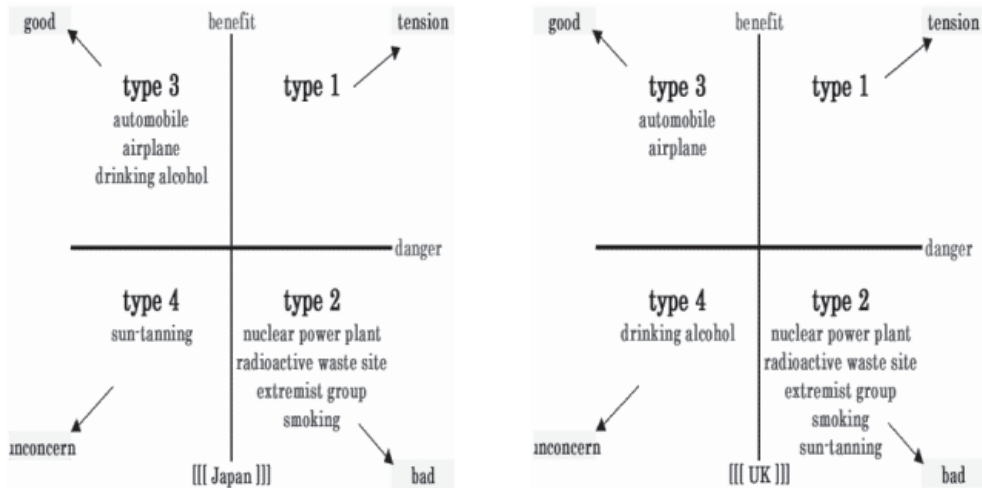 good
benefit
tension
type 3
type 1
automobile
airplane
drinking alcohol
danger
type 4
type 2
sun-tanning
nuclear power plant
radioactive waste site
extremist group
smoking
unconcern
[[[ Japan ]]]
bad
good
benefit
tension
type 3
type 1
automobile
airplane
danger
type 4
type 2
drinking alcohol
nuclear power plant
radioactive waste site
extremist group
smoking
sun-tanning
unconcern
[[[ UK ]]]
bad